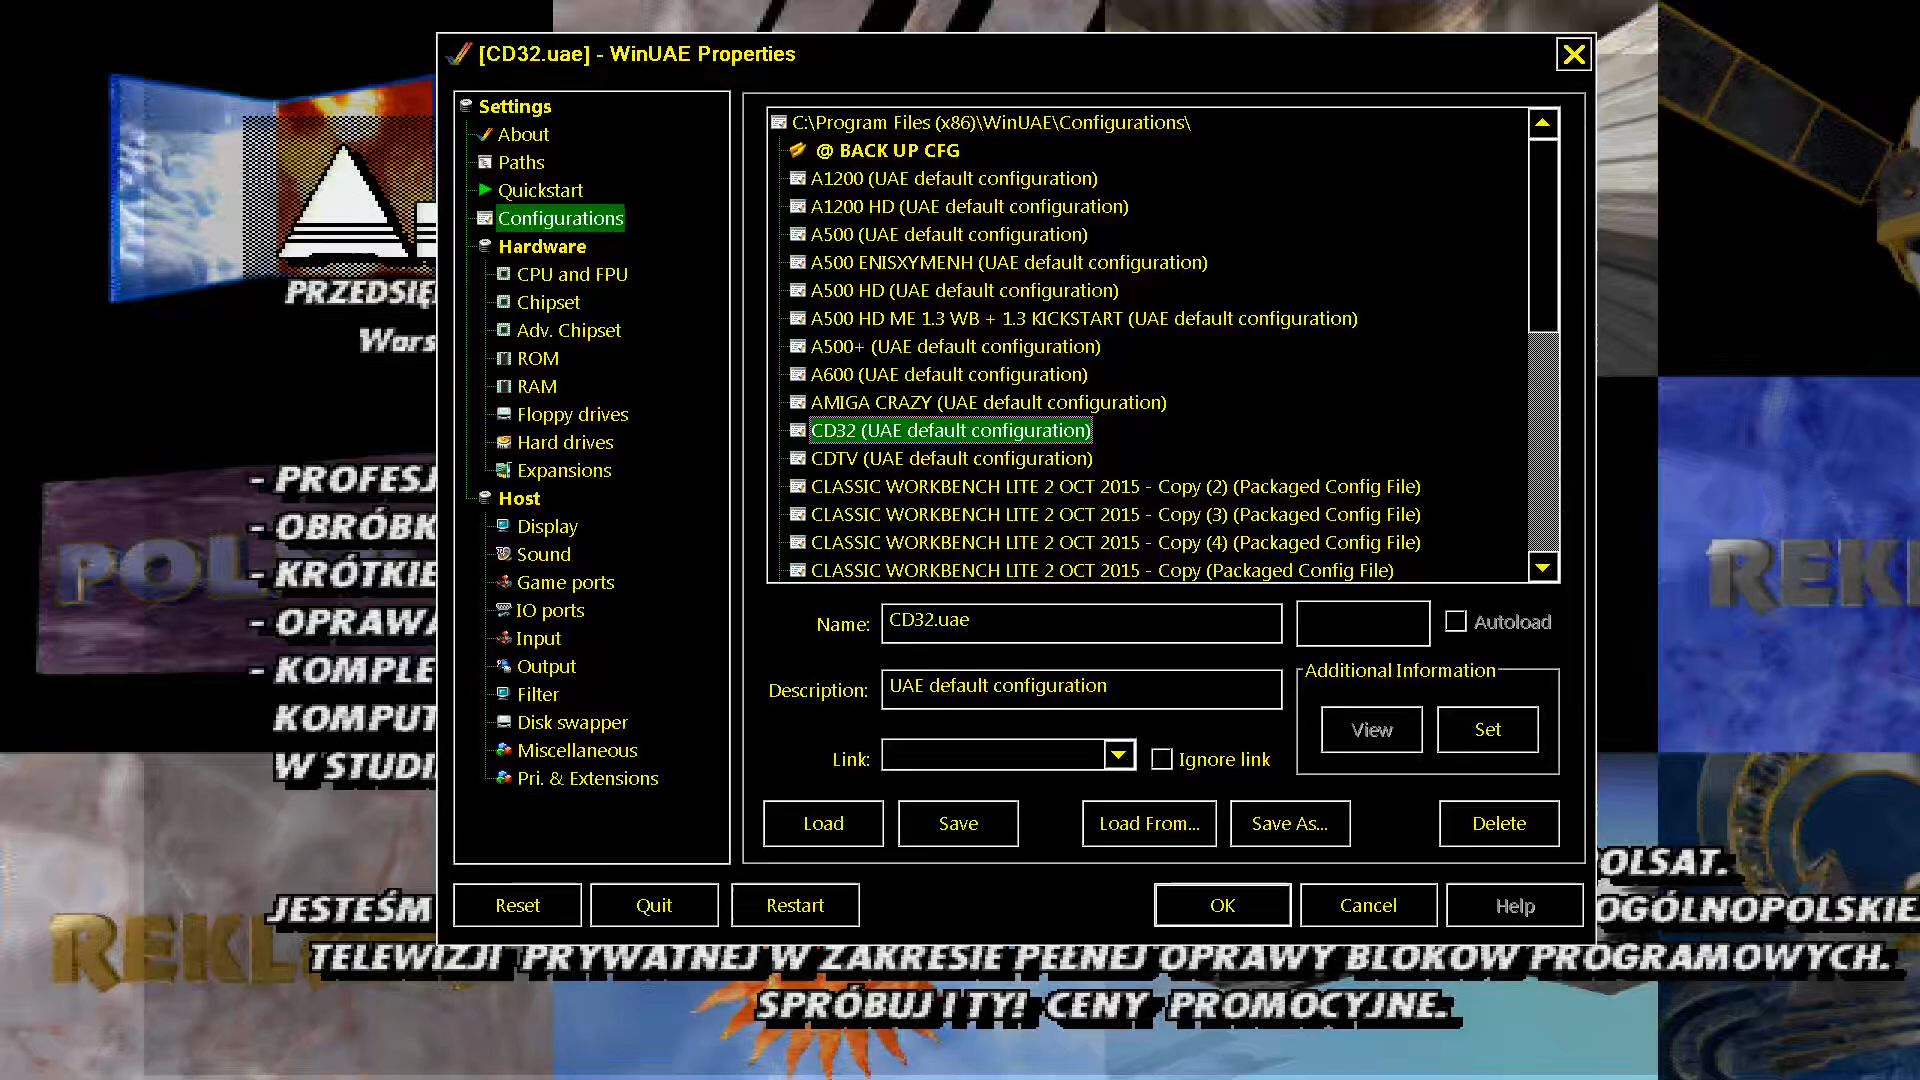 [CD32.uae] - WinUAE Properties
Settings
About
Paths
Quickstart
Configurations
Hardware
CPU and FPU
Chipset
Adv. Chipset
ROM
RAM
Floppy drives
Hard drives
Expansions
Host
Display
Sound
Game ports
IO ports
Input
Output
Filter
Disk swapper
Miscellaneous
Pri. & Extensions
C:\Program Files (x86)\WinUAE\Configurations\
@ BACK UP CFG
A1200 (UAE default configuration)
A1200 HD (UAE default configuration)
A500 (UAE default configuration)
A500 ENISXYMENH (UAE default configuration)
A500 HD (UAE default configuration)
A500 HD ME 1.3 WB + 1.3 KICKSTART (UAE default configuration)
A500+ (UAE default configuration)
A600 (UAE default configuration)
AMIGA CRAZY (UAE default configuration)
CD32 (UAE default configuration)
CDTV (UAE default configuration)
CLASSIC WORKBENCH LITE 2 OCT 2015 - Copy (2) (Packaged Config File)
CLASSIC WORKBENCH LITE 2 OCT 2015 - Copy (3) (Packaged Config File)
CLASSIC WORKBENCH LITE 2 OCT 2015 - Copy (4) (Packaged Config File)
CLASSIC WORKBENCH LITE 2 OCT 2015 - Copy (Packaged Config File)
Name: CD32.uae
Autoload
Description: UAE default configuration
Additional Information
View Set
Link:
Ignore link
Load Save Load From... Save As... Delete
Reset Quit Restart OK Cancel Help
PRZEDSIĘ
Wars
- PROFESJ
- OBRÓBK
- KRÓTKIE
- OPRAWA
- KOMPLE
KOMPUT
W STUDI
POL
REKL
REKL
OLSAT.
JESTEŚM
OGÓLNOPOLSKIE
TELEWIZJI PRYWATNEJ W ZAKRESIE PEŁNEJ OPRAWY BLOKÓW PROGRAMOWYCH.
SPRÓBUJ I TY! CENY PROMOCYJNE.